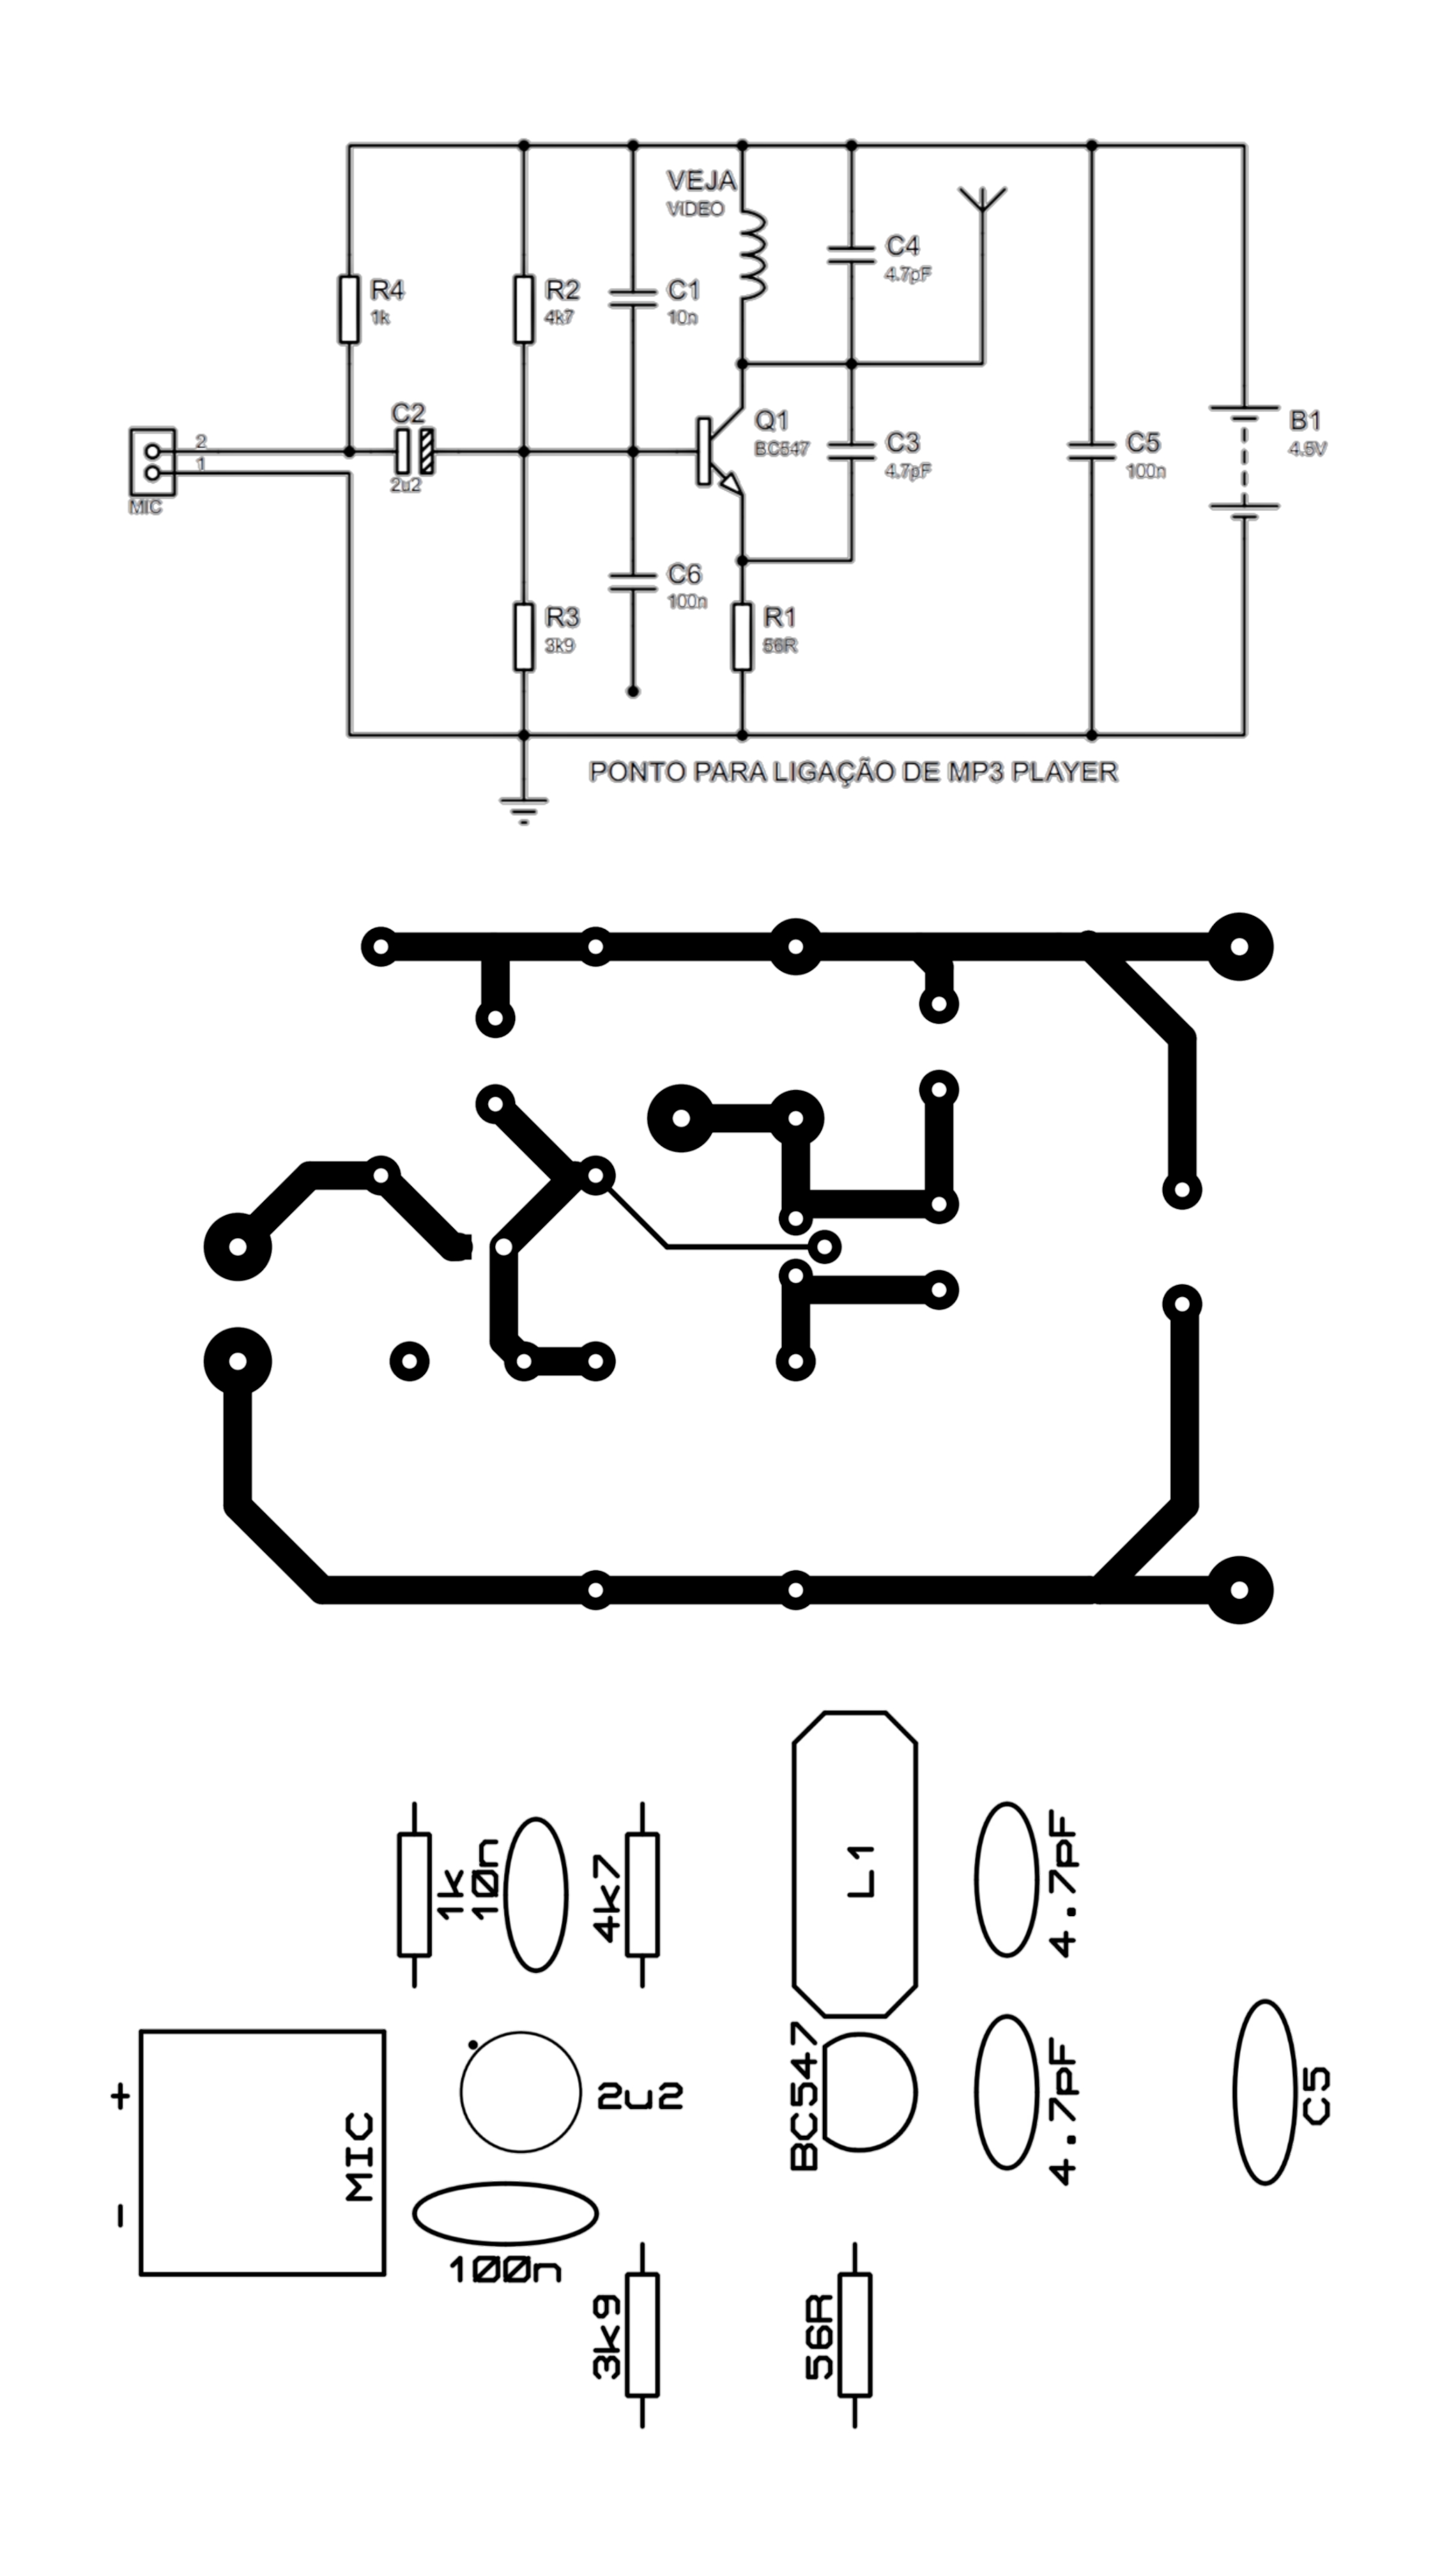 VEJA
VIDEO
R4
1k
R2
4k7
C1
10n
C4
4.7pF
C2
2u2
2
1
MIC
Q1
BC547
C3
4.7pF
C5
100n
B1
4.5V
R3
3k9
C6
100n
R1
56R
PONTO PARA LIGAÇÃO DE MP3 PLAYER
1k
10n
4k7
L1
4.7pF
+
-
MIC
2u2
BC547
4.7pF
C5
100n
3k9
56R